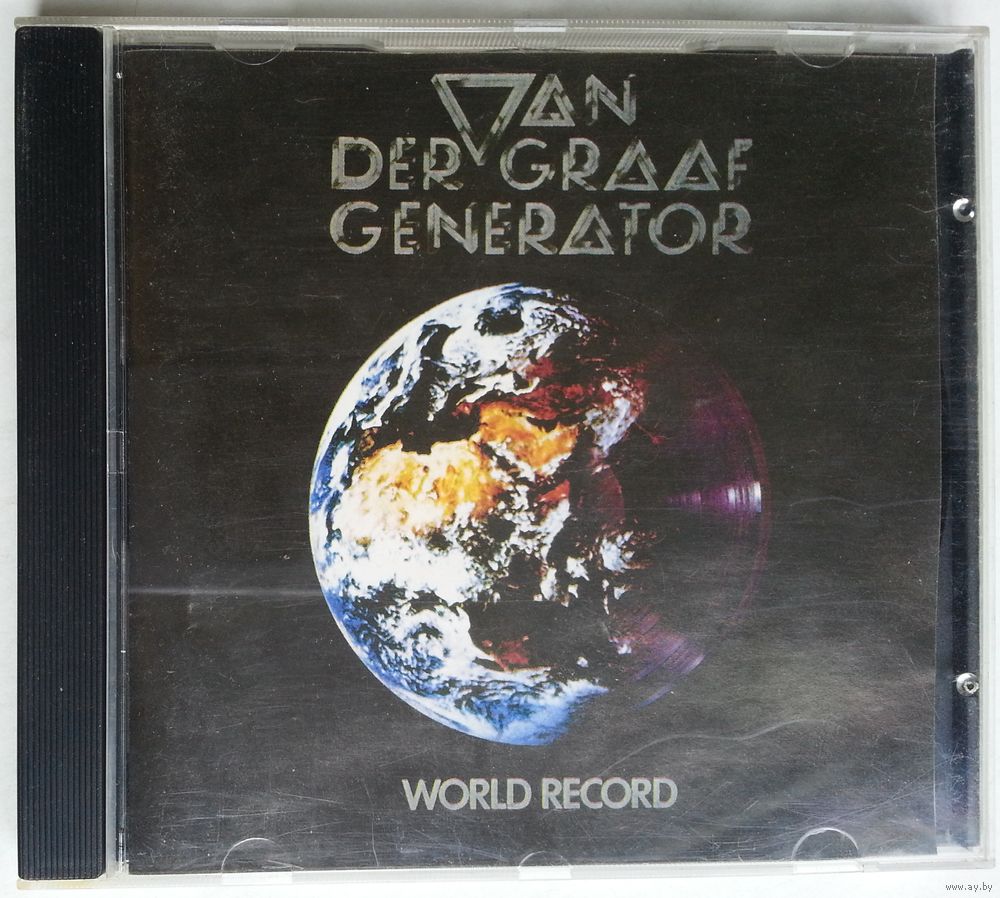 VAN
DER GRAAF
GENERATOR
WORLD RECORD
www.ay.by